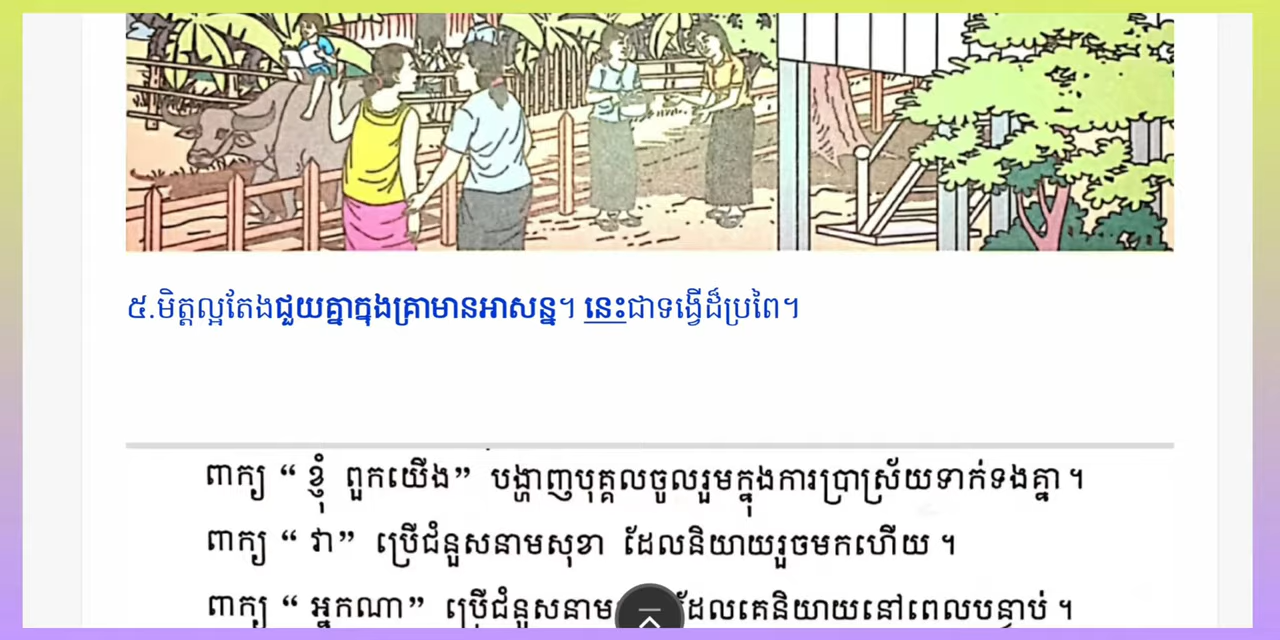 ៥.មិត្តល្អតែងជួយគ្នាក្នុងគ្រាមានអាសន្ន។ នេះជាទង្វើដ៏ប្រពៃ។
ពាក្យ “ ខ្ញុំ ពួកយើង” បង្ហាញបុគ្គលចូលរួមក្នុងការប្រាស្រ័យទាក់ទងគ្នា ។
ពាក្យ “ វា” ប្រើជំនួសនាមសុខា ដែលនិយាយរួចមកហើយ ។
ពាក្យ “ អ្នកណា” ប្រើជំនួសនាម ដែលគេនិយាយនៅពេលបន្ទាប់ ។